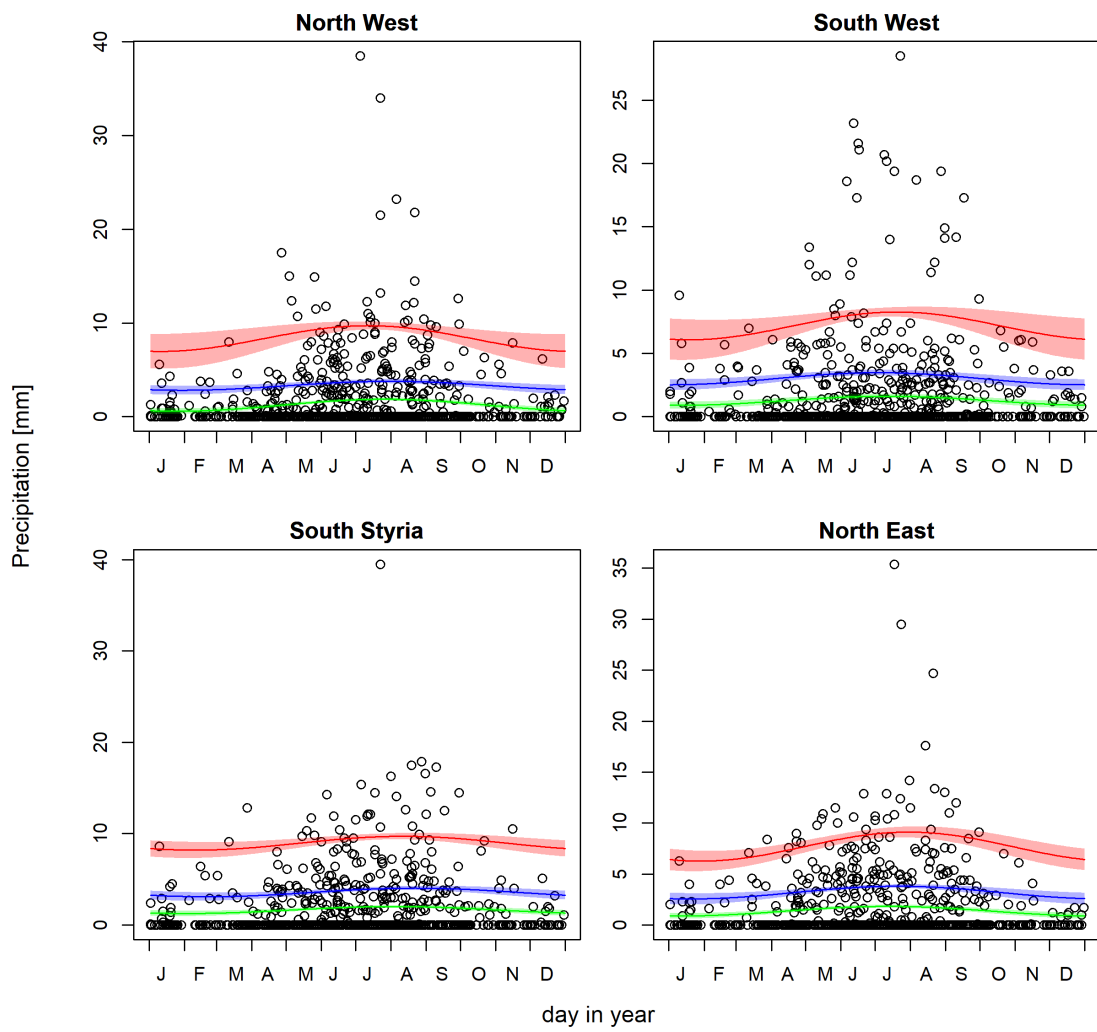 North West
South West
Precipitation [mm]
0 10 20 30 40
J F M A M J J A S O N D
0 5 10 15 20 25
J F M A M J J A S O N D
South Styria
North East
0 10 20 30 40
J F M A M J J A S O N D
0 5 10 15 20 25 30 35
J F M A M J J A S O N D
day in year